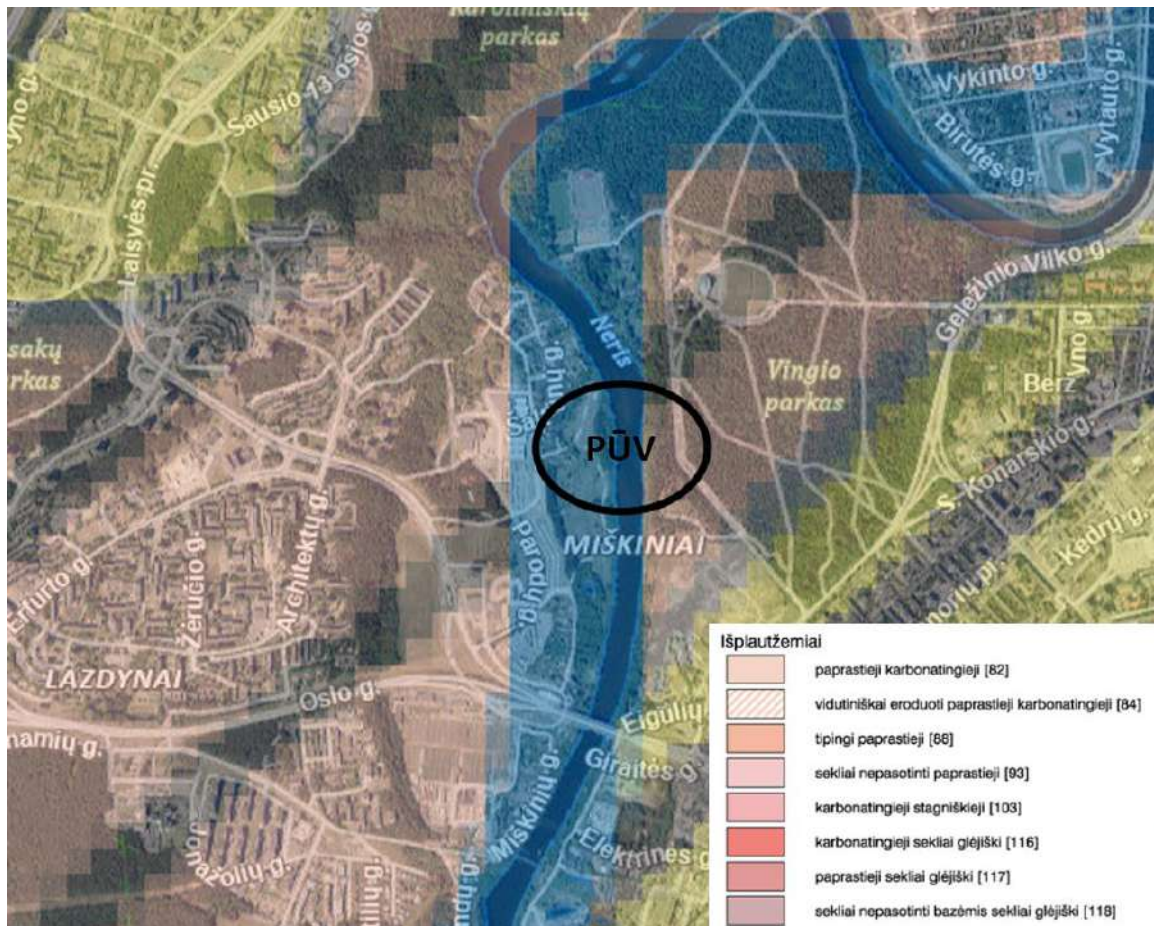 Karoliniškių
parkas
Sausio 13-osios g.
Laisvės pr.
Vykinto g.
Birutės g.
Vytauto g.
Geležinio Vilko g.
Neris
Vingio
parkas
PŪV
MIŠKINIAI
S. Konarskio g.
Kedrų g.
Erfurto g.
Žėručio g.
Architektų g.
LAZDYNAI
Oslo g.
Eigulių g.
Giraitės g.
Miškinių g.
Elektrinės g.
Išplautžemiai
paprastieji karbonatingieji [82]
vidutiniškai eroduoti paprastieji karbonatingieji [84]
tipingi paprastieji [88]
sekliai nepasotinti paprastieji [93]
karbonatingieji stagniškieji [103]
karbonatingieji sekliai glėjiški [116]
paprastieji sekliai glėjiški [117]
sekliai nepasotinti bazėmis sekliai glėjiški [118]